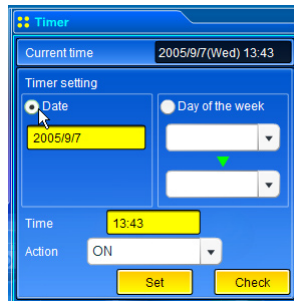 Timer
Current time 2005/9/7(Wed) 13:43
Timer setting
Date Day of the week
2005/9/7
Time 13:43
Action ON
Set Check